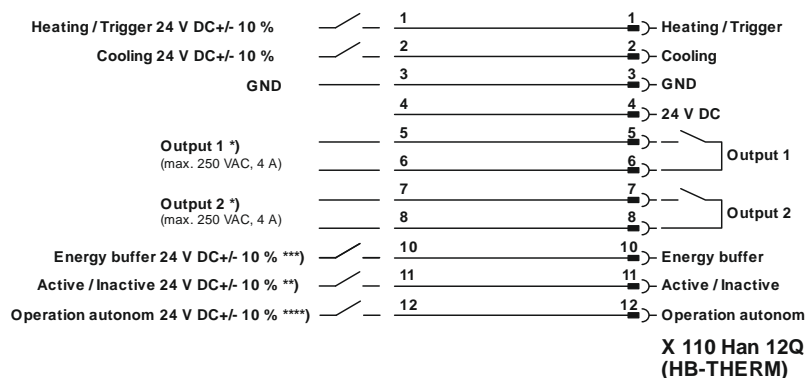 Heating / Trigger 24 V DC+/- 10 % 1 1 Heating / Trigger
Cooling 24 V DC+/- 10 % 2 2 Cooling
GND 3 3 GND
4 4 24 V DC
Output 1 *) 5 5
(max. 250 VAC, 4 A) 6 6 Output 1
Output 2 *) 7 7
(max. 250 VAC, 4 A) 8 8 Output 2
Energy buffer 24 V DC+/- 10 % ***) 10 10 Energy buffer
Active / Inactive 24 V DC+/- 10 % **) 11 11 Active / Inactive
Operation autonom 24 V DC+/- 10 % ****) 12 12 Operation autonom
X 110 Han 12Q
(HB-THERM)